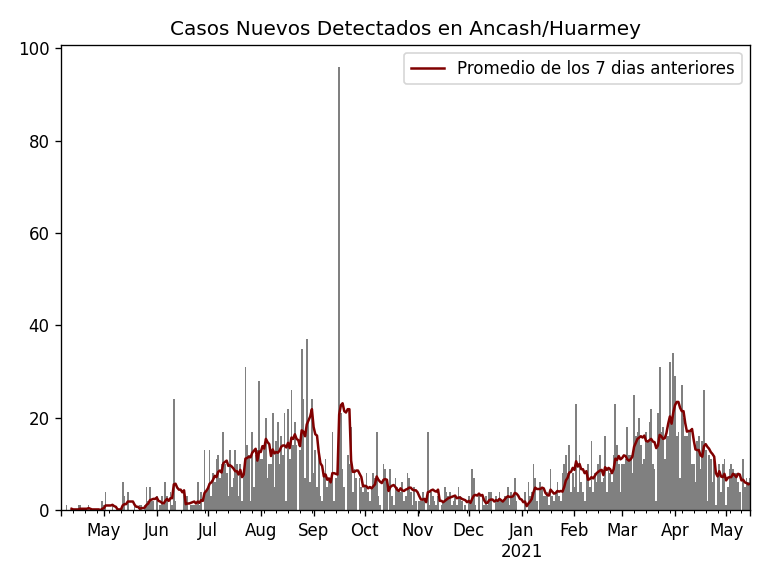 Casos Nuevos Detectados en Ancash/Huarmey
Promedio de los 7 dias anteriores
100
80
60
40
20
0
May Jun Jul Aug Sep Oct Nov Dec Jan Feb Mar Apr May
2021